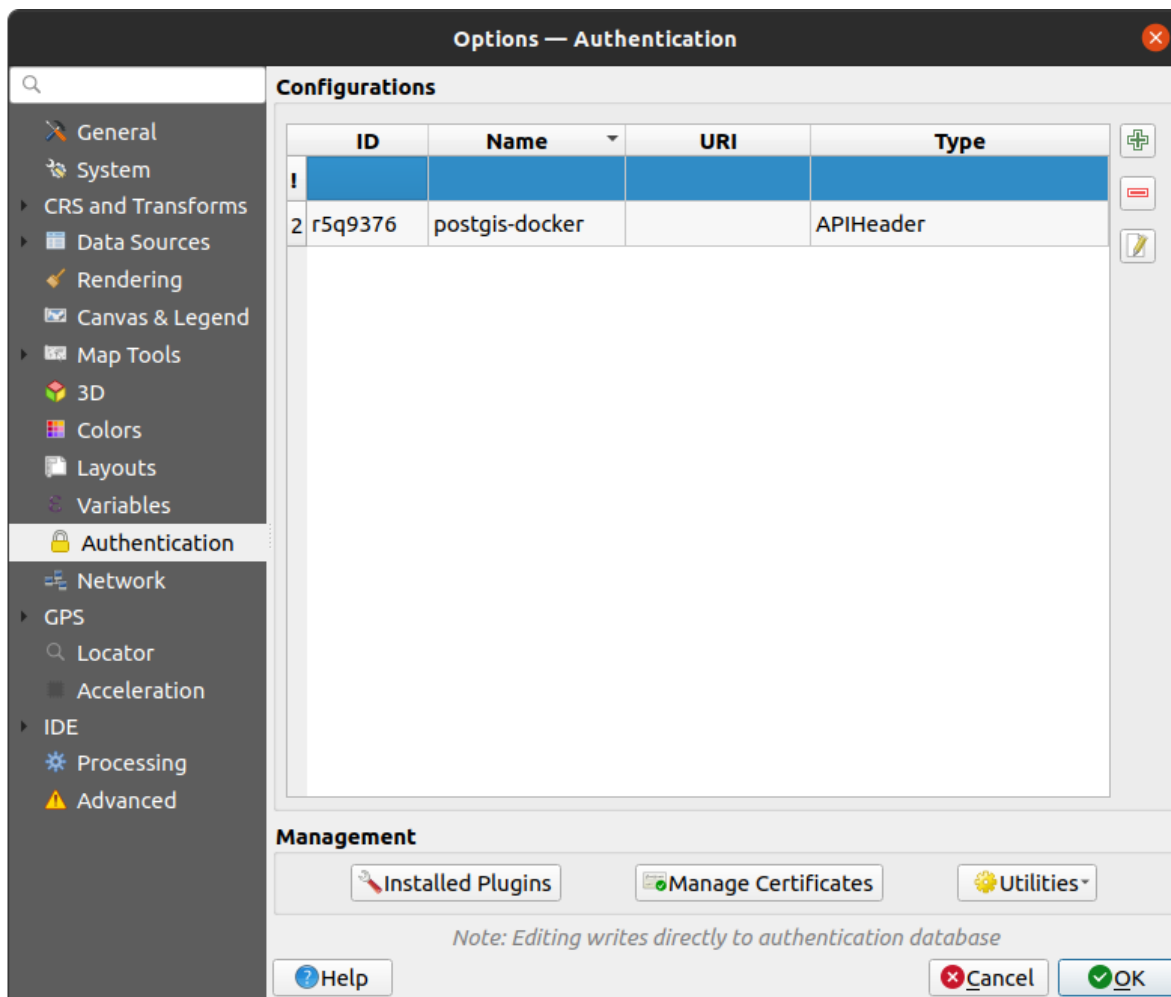 Options — Authentication
Configurations
General
System
CRS and Transforms
Data Sources
Rendering
Canvas & Legend
Map Tools
3D
Colors
Layouts
Variables
Authentication
Network
GPS
Locator
Acceleration
IDE
Processing
Advanced
ID Name URI Type
!
2 r5q9376 postgis-docker APIHeader
Management
Installed Plugins Manage Certificates Utilities
Note: Editing writes directly to authentication database
Help Cancel OK